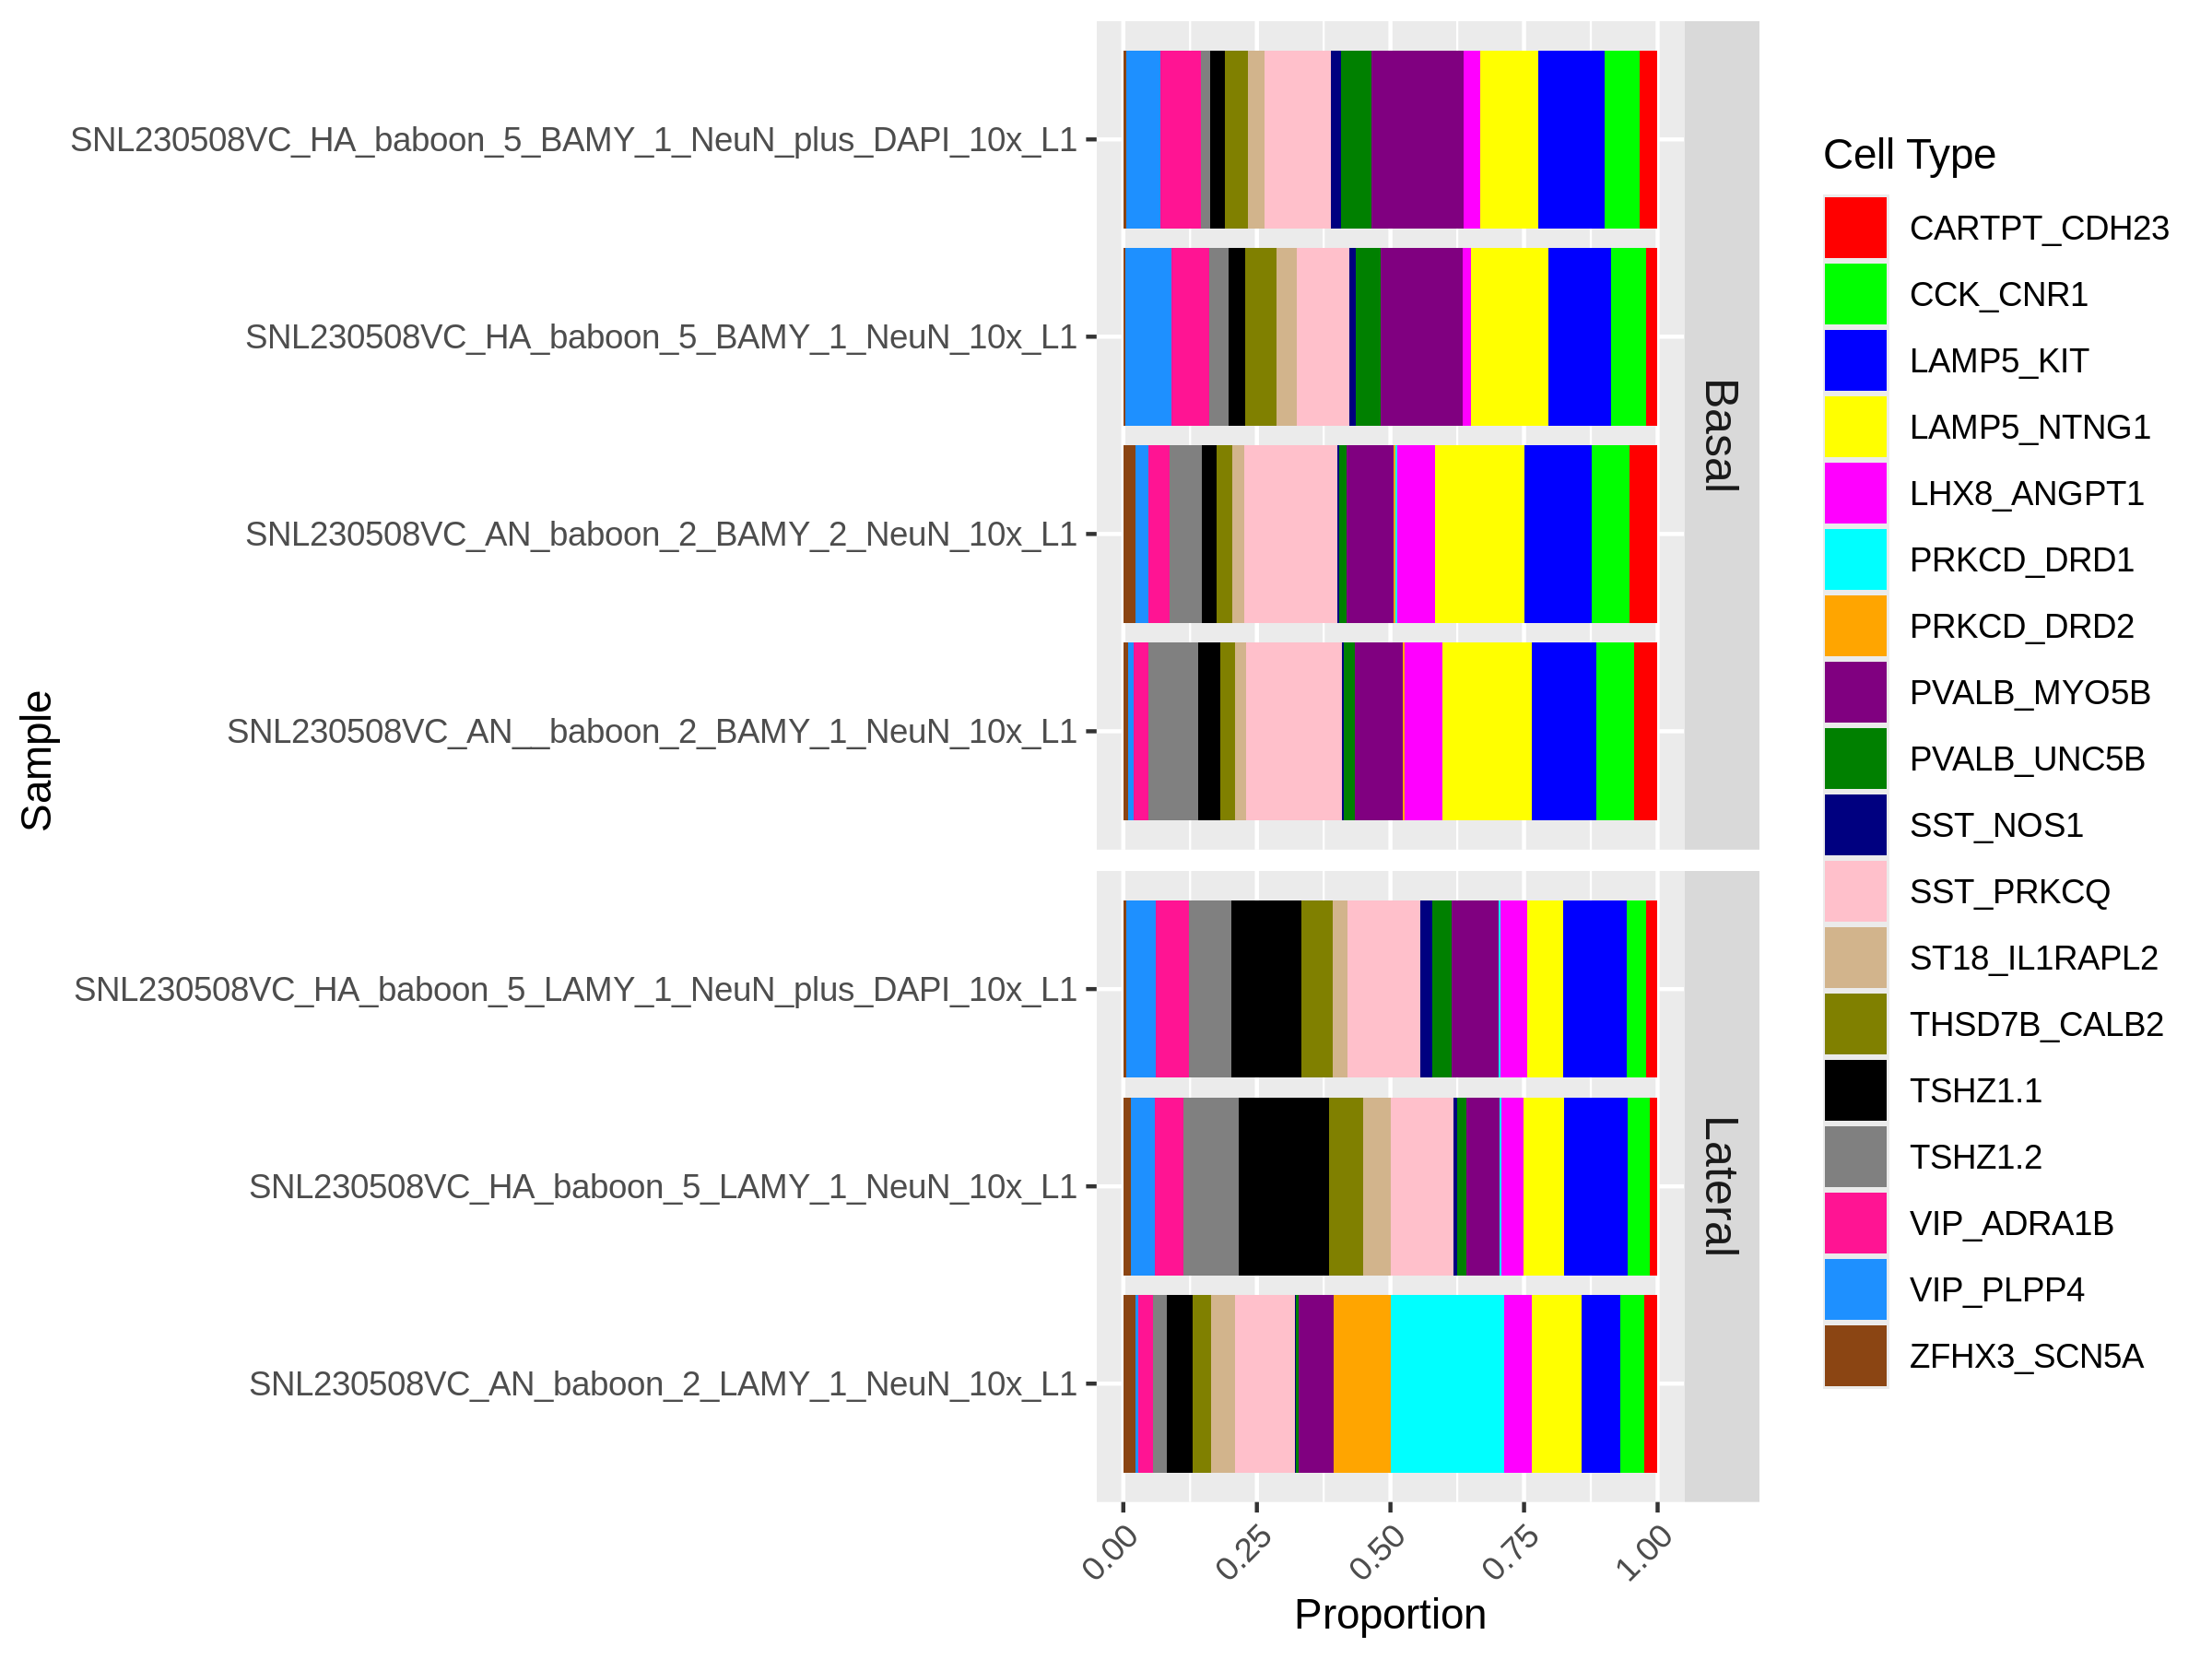 SNL230508VC_HA_baboon_5_BAMY_1_NeuN_plus_DAPI_10x_L1
SNL230508VC_HA_baboon_5_BAMY_1_NeuN_10x_L1
SNL230508VC_AN_baboon_2_BAMY_2_NeuN_10x_L1
SNL230508VC_AN__baboon_2_BAMY_1_NeuN_10x_L1
Basal
SNL230508VC_HA_baboon_5_LAMY_1_NeuN_plus_DAPI_10x_L1
SNL230508VC_HA_baboon_5_LAMY_1_NeuN_10x_L1
SNL230508VC_AN_baboon_2_LAMY_1_NeuN_10x_L1
Lateral
Sample
0.00
0.25
0.50
0.75
1.00
Proportion
Cell Type
CARTPT_CDH23
CCK_CNR1
LAMP5_KIT
LAMP5_NTNG1
LHX8_ANGPT1
PRKCD_DRD1
PRKCD_DRD2
PVALB_MYO5B
PVALB_UNC5B
SST_NOS1
SST_PRKCQ
ST18_IL1RAPL2
THSD7B_CALB2
TSHZ1.1
TSHZ1.2
VIP_ADRA1B
VIP_PLPP4
ZFHX3_SCN5A